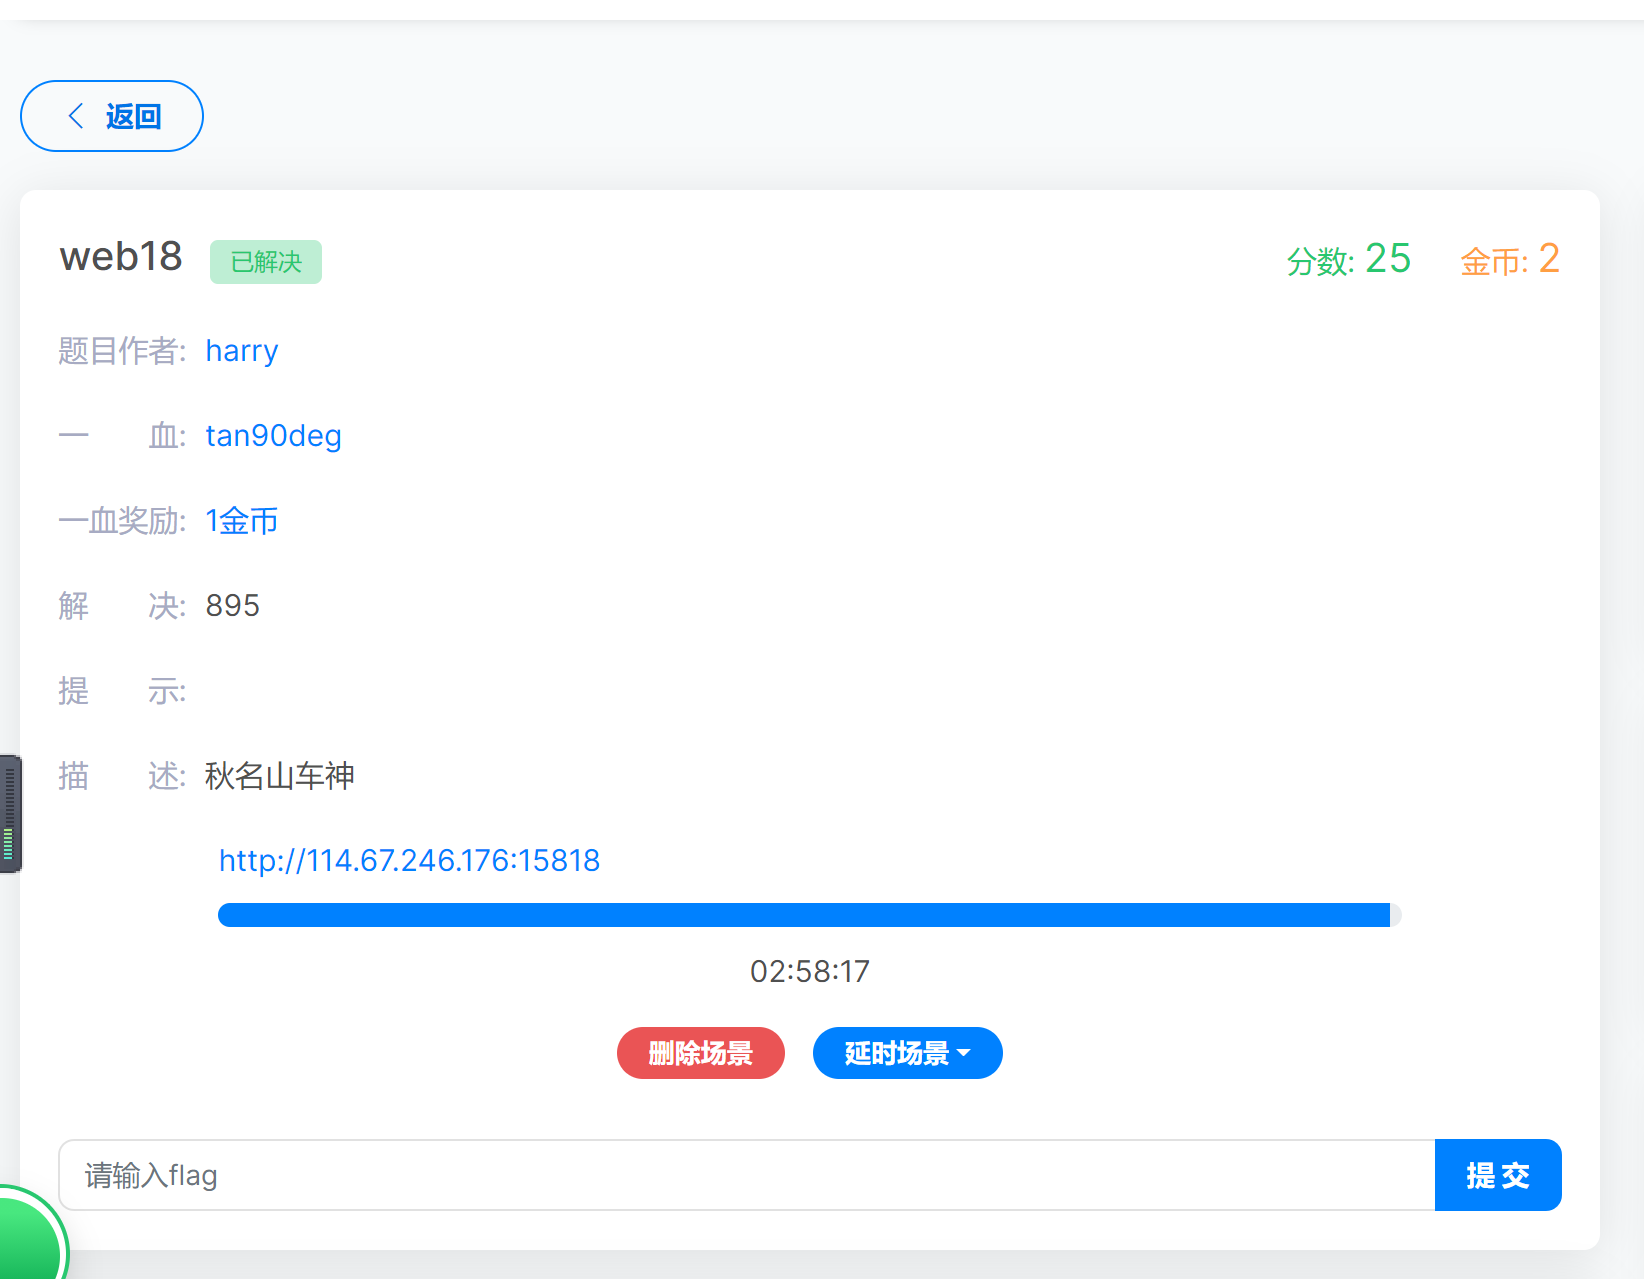 返回
web18 已解决 分数: 25 金币: 2
题目作者: harry
一 血: tan90deg
一血奖励: 1金币
解 决: 895
提 示:
描 述: 秋名山车神
http://114.67.246.176:15818
02:58:17
删除场景 延时场景
请输入flag 提 交